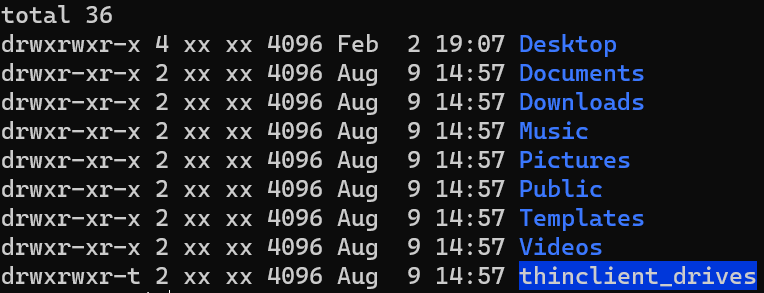 total 36
drwxrwxr-x 4 xx xx 4096 Feb  2 19:07 Desktop
drwxr-xr-x 2 xx xx 4096 Aug  9 14:57 Documents
drwxr-xr-x 2 xx xx 4096 Aug  9 14:57 Downloads
drwxr-xr-x 2 xx xx 4096 Aug  9 14:57 Music
drwxr-xr-x 2 xx xx 4096 Aug  9 14:57 Pictures
drwxr-xr-x 2 xx xx 4096 Aug  9 14:57 Public
drwxr-xr-x 2 xx xx 4096 Aug  9 14:57 Templates
drwxr-xr-x 2 xx xx 4096 Aug  9 14:57 Videos
drwxrwxr-t 2 xx xx 4096 Aug  9 14:57 thinclient_drives